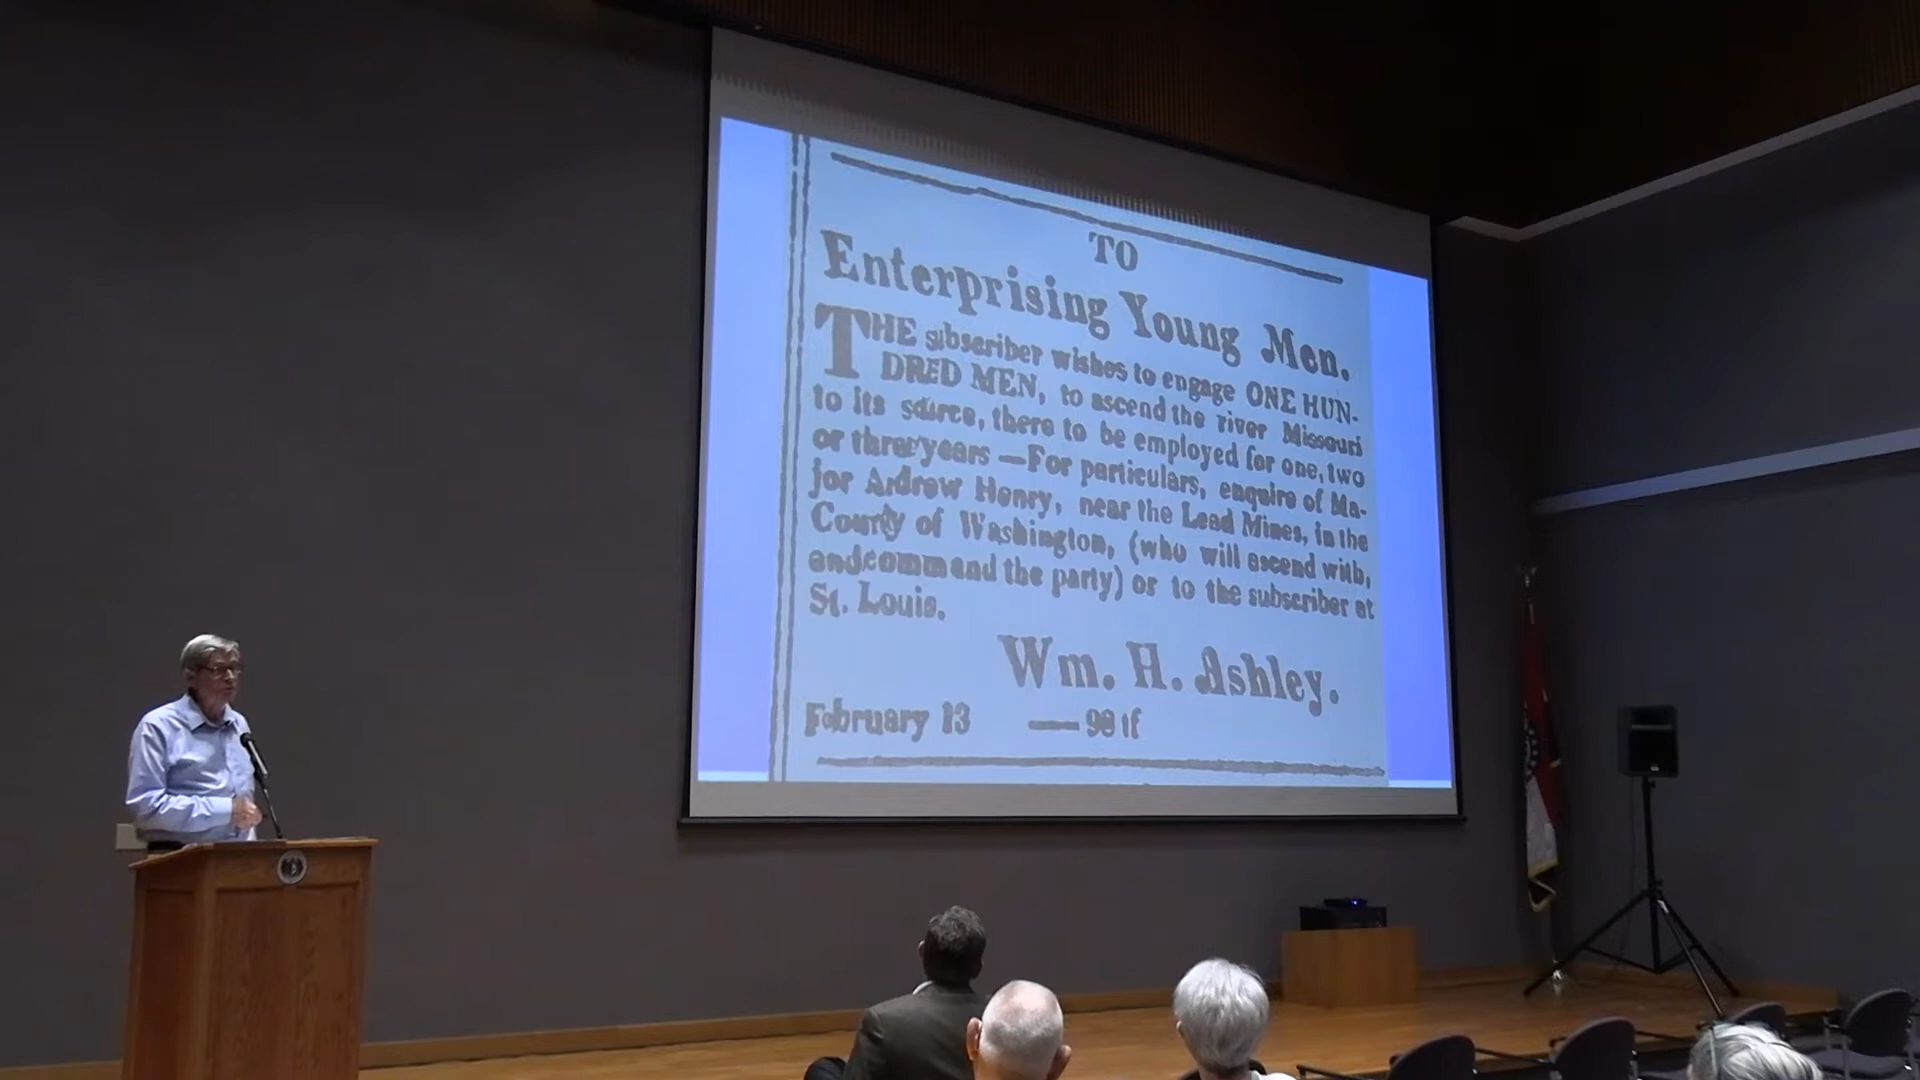 TO
Enterprising Young Men.
THE subscriber wishes to engage ONE HUN-
DRED MEN, to ascend the river Missouri
to its source, there to be employed for one, two
or three years —For particulars, enquire of Ma-
jor Andrew Henry, near the Lead Mines, in the
County of Washington, (who will ascend with,
and command the party) or to the subscriber at
St. Louis.
Wm. H. Ashley.
February 13 —98 tf